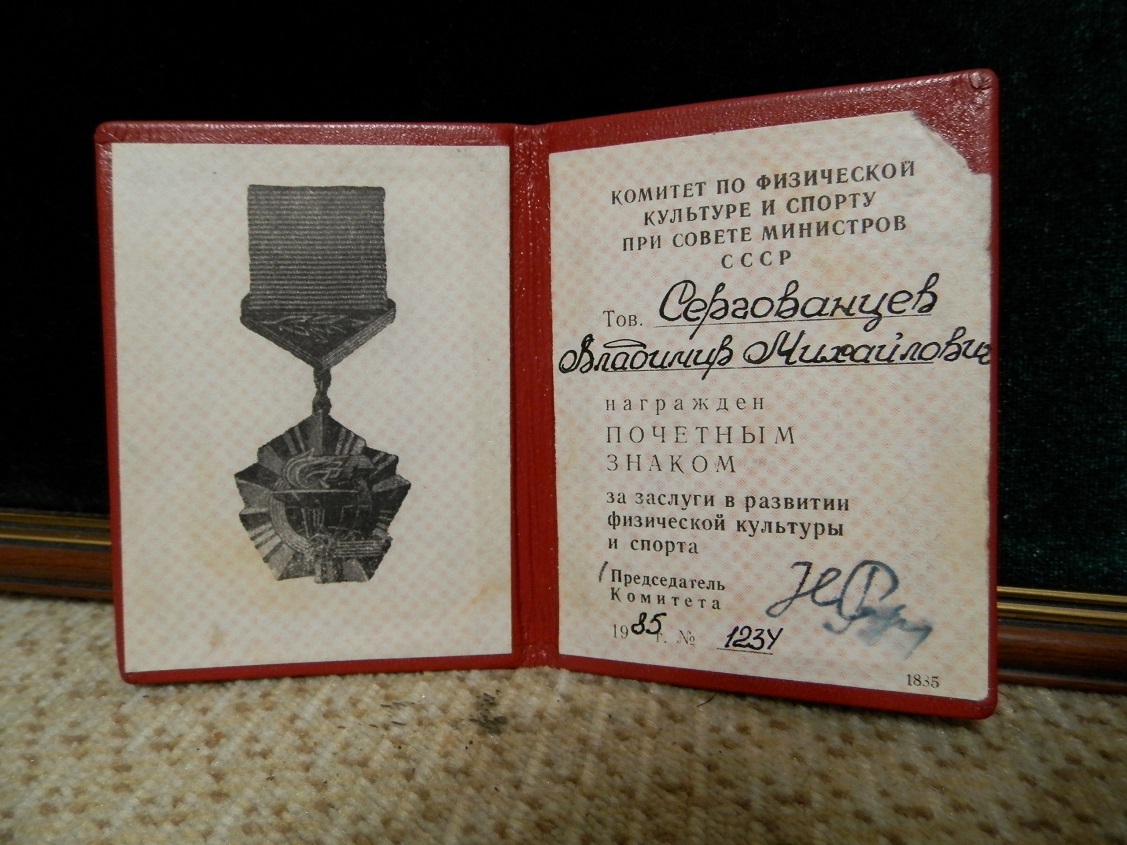 КОМИТЕТ ПО ФИЗИЧЕСКОЙ
КУЛЬТУРЕ И СПОРТУ
ПРИ СОВЕТЕ МИНИСТРОВ
СССР
Тов. Сергованцев
Владимир Михайлович
награжден
ПОЧЕТНЫМ
ЗНАКОМ
за заслуги в развитии
физической культуры
и спорта
Председатель
Комитета
1985 г. № 1234
1835